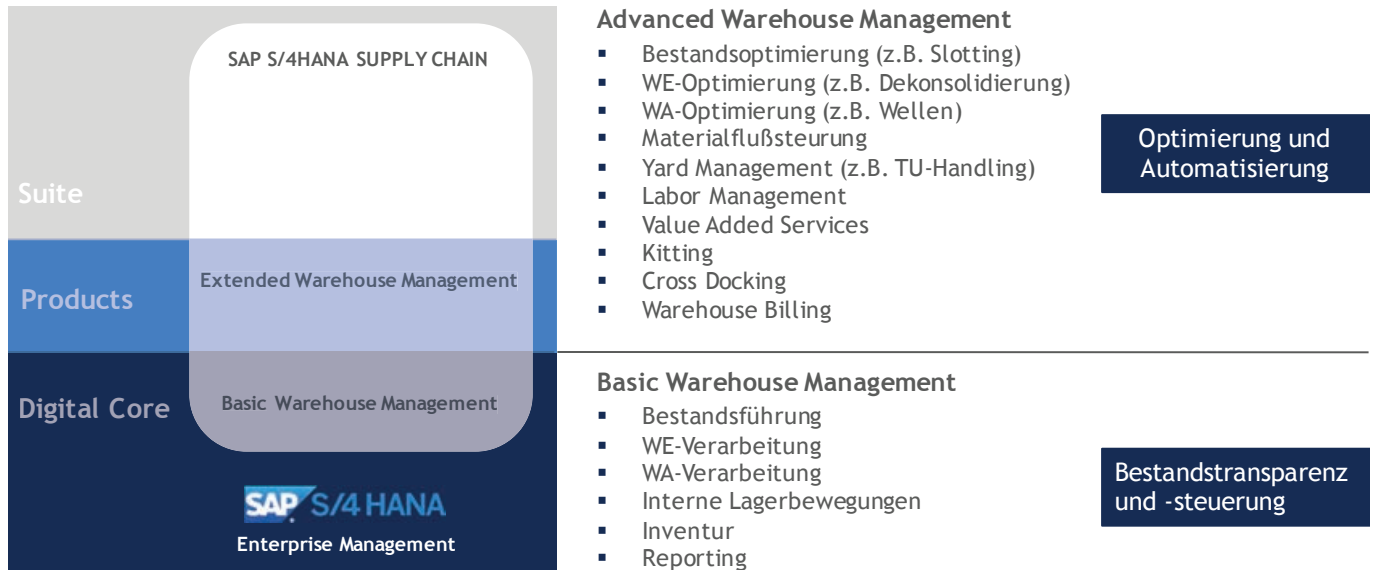 SAP S/4HANA SUPPLY CHAIN
Suite
Products
Extended Warehouse Management
Digital Core
Basic Warehouse Management
SAP S/4HANA
Enterprise Management
Advanced Warehouse Management
▪ Bestandsoptimierung (z.B. Slotting)
▪ WE-Optimierung (z.B. Dekonsolidierung)
▪ WA-Optimierung (z.B. Wellen)
▪ Materialflußsteurung
▪ Yard Management (z.B. TU-Handling)
▪ Labor Management
▪ Value Added Services
▪ Kitting
▪ Cross Docking
▪ Warehouse Billing
Optimierung und
Automatisierung
Basic Warehouse Management
▪ Bestandsführung
▪ WE-Verarbeitung
▪ WA-Verarbeitung
▪ Interne Lagerbewegungen
▪ Inventur
▪ Reporting
Bestandstransparenz
und -steuerung